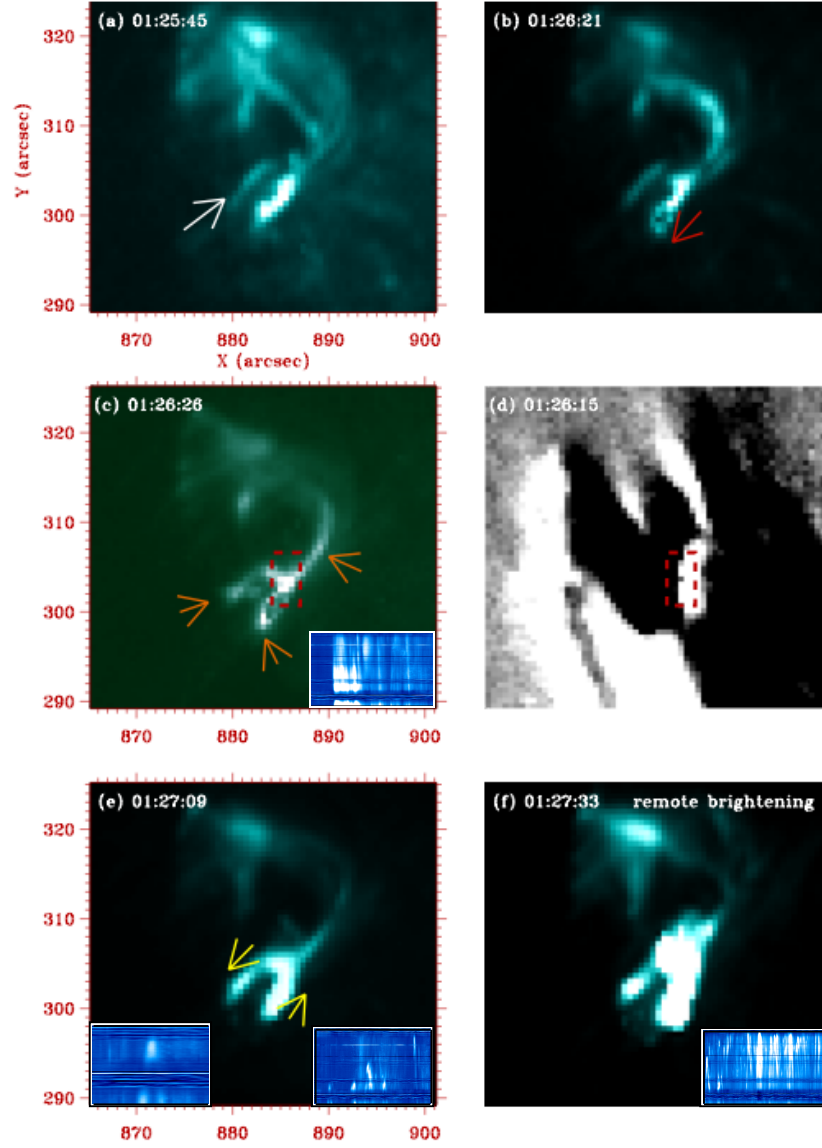 (a) 01:25:45
(b) 01:26:21
320
310
300
290
Y (arcsec)
870 880 890 900
X (arcsec)
(c) 01:26:26
(d) 01:26:15
320
310
300
290
870 880 890 900
(e) 01:27:09
(f) 01:27:33 remote brightening
320
310
300
290
870 880 890 900